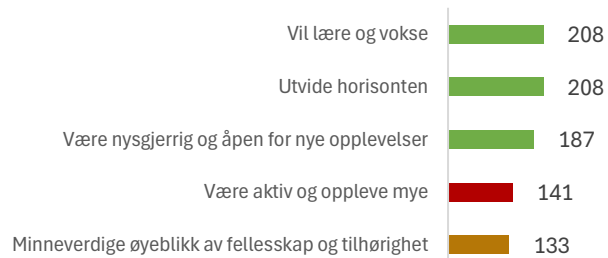 Vil lære og vokse 208
Utvide horisonten 208
Være nysgjerrig og åpen for nye opplevelser 187
Være aktiv og oppleve mye 141
Minneverdige øyeblikk av fellesskap og tilhørighet 133